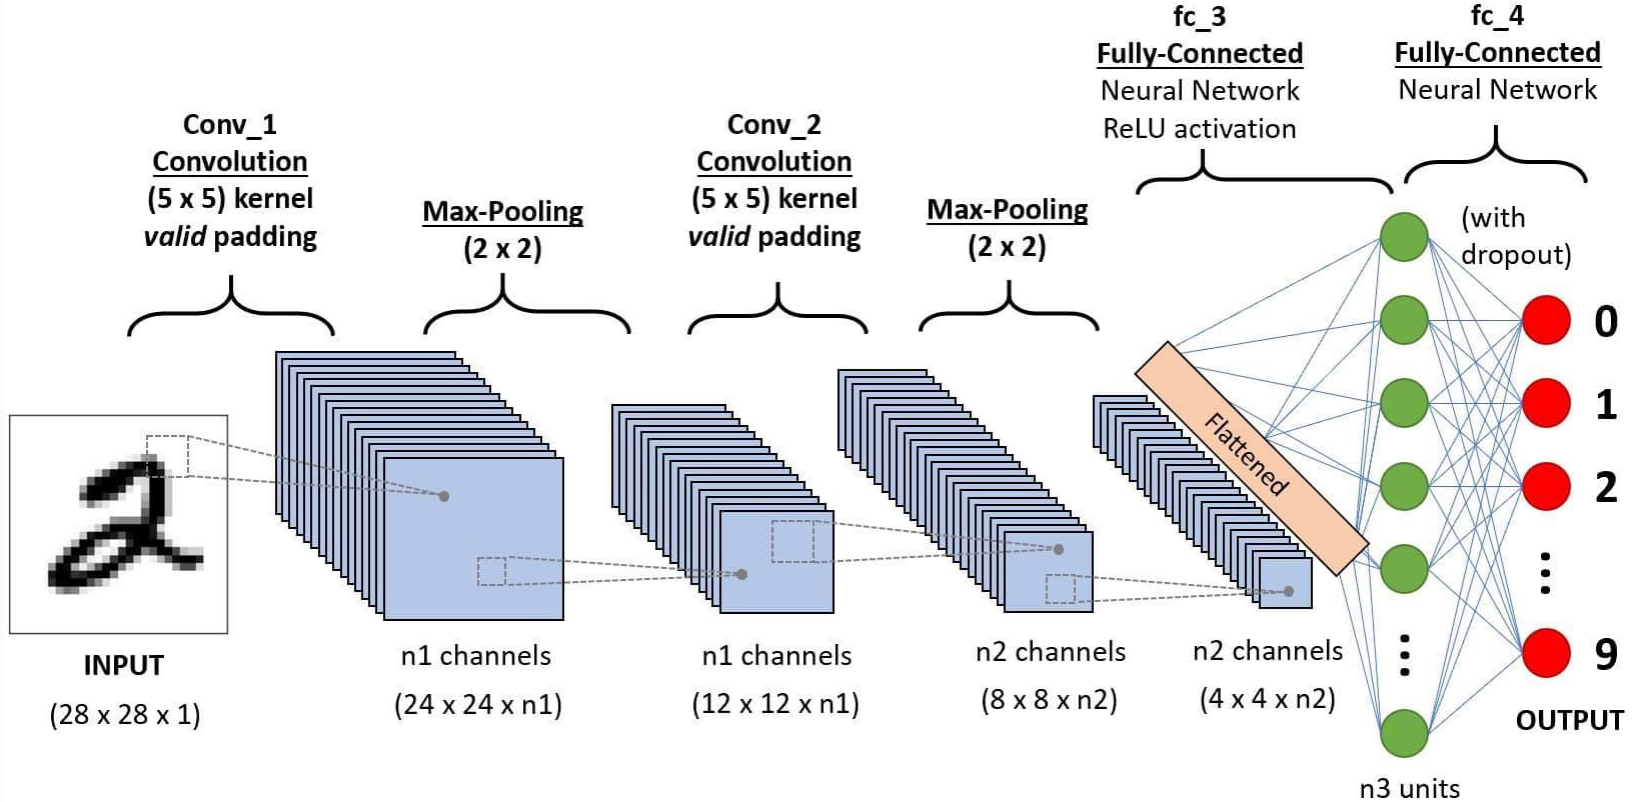 Conv_1
Convolution
(5 x 5) kernel
valid padding
Max-Pooling
(2 x 2)
Conv_2
Convolution
(5 x 5) kernel
valid padding
Max-Pooling
(2 x 2)
fc_3
Fully-Connected
Neural Network
ReLU activation
fc_4
Fully-Connected
Neural Network
(with
dropout)
INPUT
(28 x 28 x 1)
n1 channels
(24 x 24 x n1)
n1 channels
(12 x 12 x n1)
n2 channels
(8 x 8 x n2)
n2 channels
(4 x 4 x n2)
Flattened
n3 units
0
1
2
9
OUTPUT
2